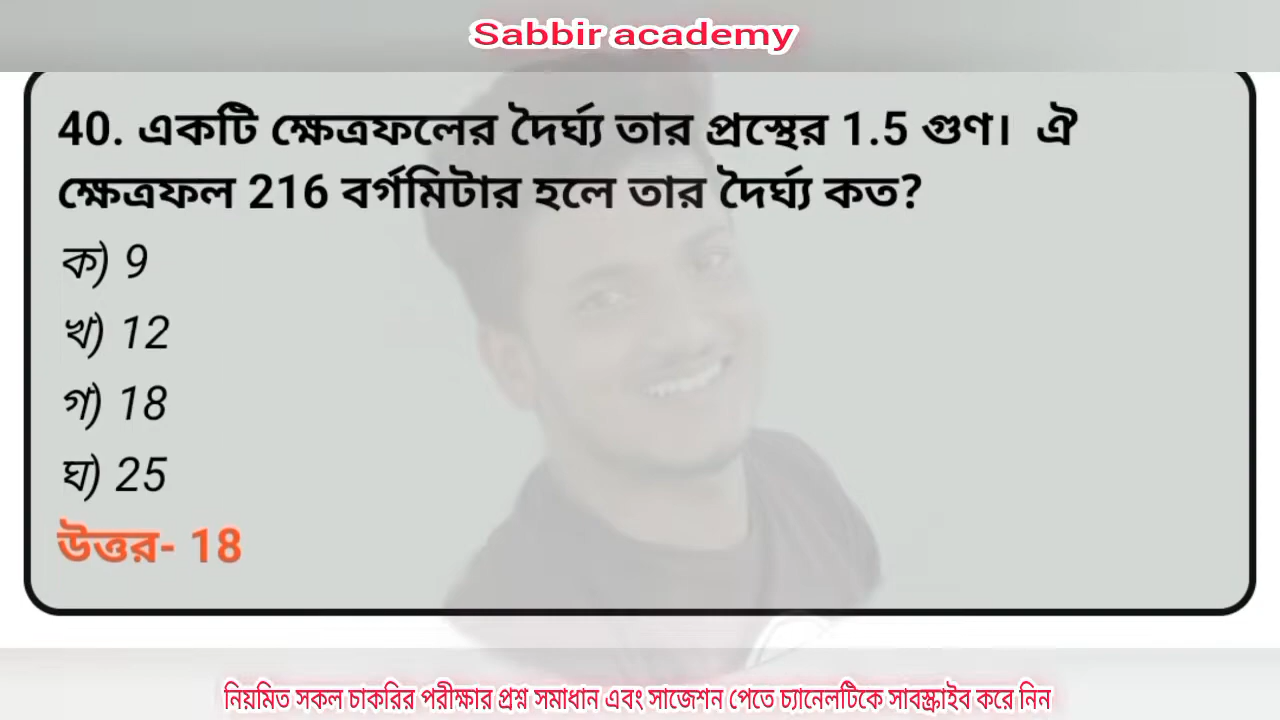 Sabbir academy
40. একটি ক্ষেত্রফলের দৈর্ঘ্য তার প্রস্থের 1.5 গুণ। ঐ
ক্ষেত্রফল 216 বর্গমিটার হলে তার দৈর্ঘ্য কত?
ক) 9
খ) 12
গ) 18
ঘ) 25
উত্তর- 18
নিয়মিত সকল চাকরির পরীক্ষার প্রশ্ন সমাধান এবং সাজেশন পেতে চ্যানেলটিকে সাবস্ক্রাইব করে নিন